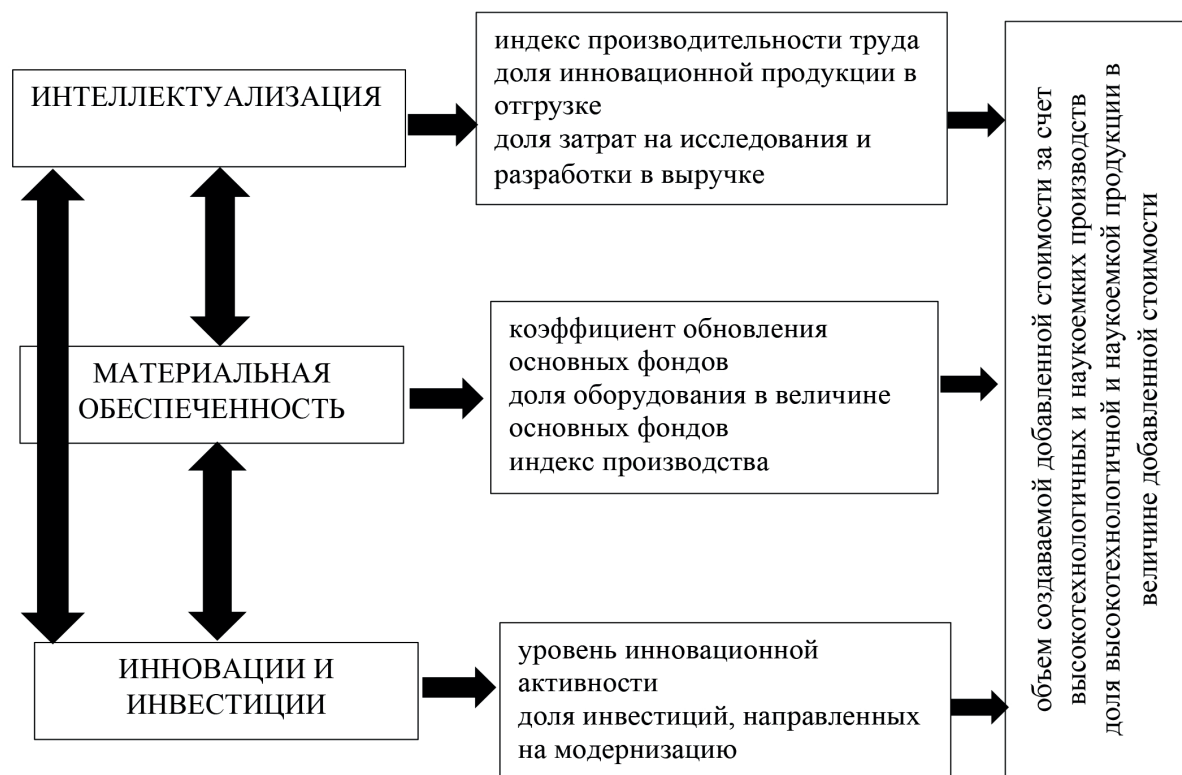 ИНТЕЛЛЕКТУАЛИЗАЦИЯ
индекс производительности труда
доля инновационной продукции в
отгрузке
доля затрат на исследования и
разработки в выручке
МАТЕРИАЛЬНАЯ
ОБЕСПЕЧЕННОСТЬ
коэффициент обновления
основных фондов
доля оборудования в величине
основных фондов
индекс производства
ИННОВАЦИИ И
ИНВЕСТИЦИИ
уровень инновационной
активности
доля инвестиций, направленных
на модернизацию
объем создаваемой добавленной стоимости за счет
высокотехнологичных и наукоемких производств
доля высокотехнологичной и наукоемкой продукции в
величине добавленной стоимости